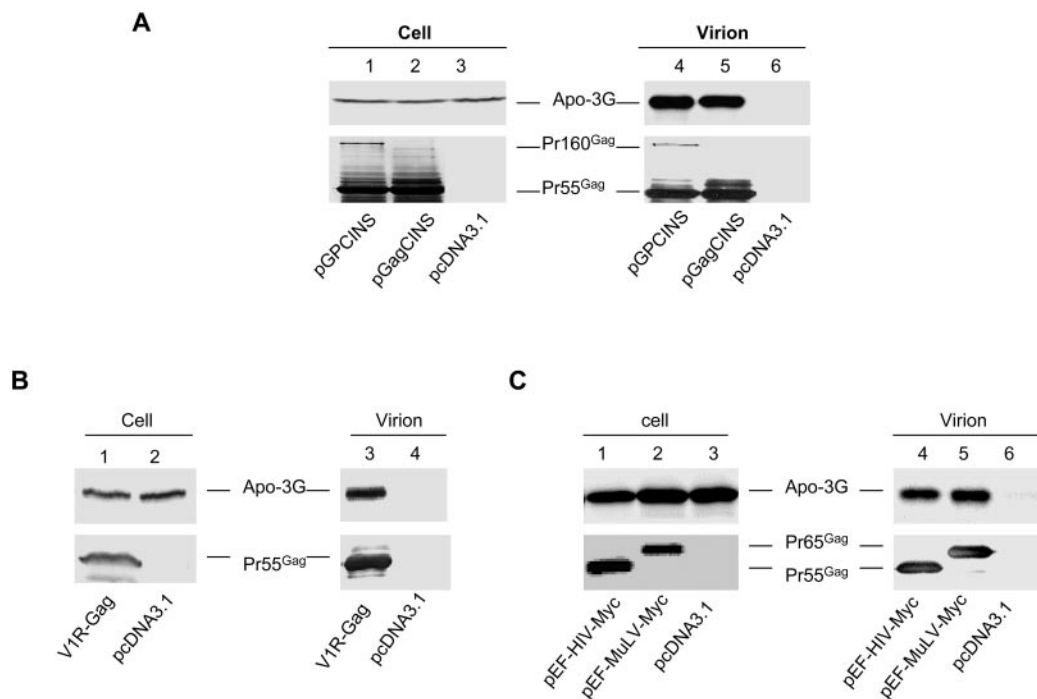 A
Cell Virion
1 2 3 4 5 6
Apo-3G
Pr160Gag
Pr55Gag
pGPCINS pGagCINS pcDNA3.1 pGPCINS pGagCINS pcDNA3.1
B
Cell Virion
1 2 3 4
Apo-3G
Pr55Gag
V1R-Gag pcDNA3.1 V1R-Gag pcDNA3.1
C
cell Virion
1 2 3 4 5 6
Apo-3G
Pr65Gag
Pr55Gag
pEF-HIV-Myc pEF-MuLV-Myc pcDNA3.1 pEF-HIV-Myc pEF-MuLV-Myc pcDNA3.1